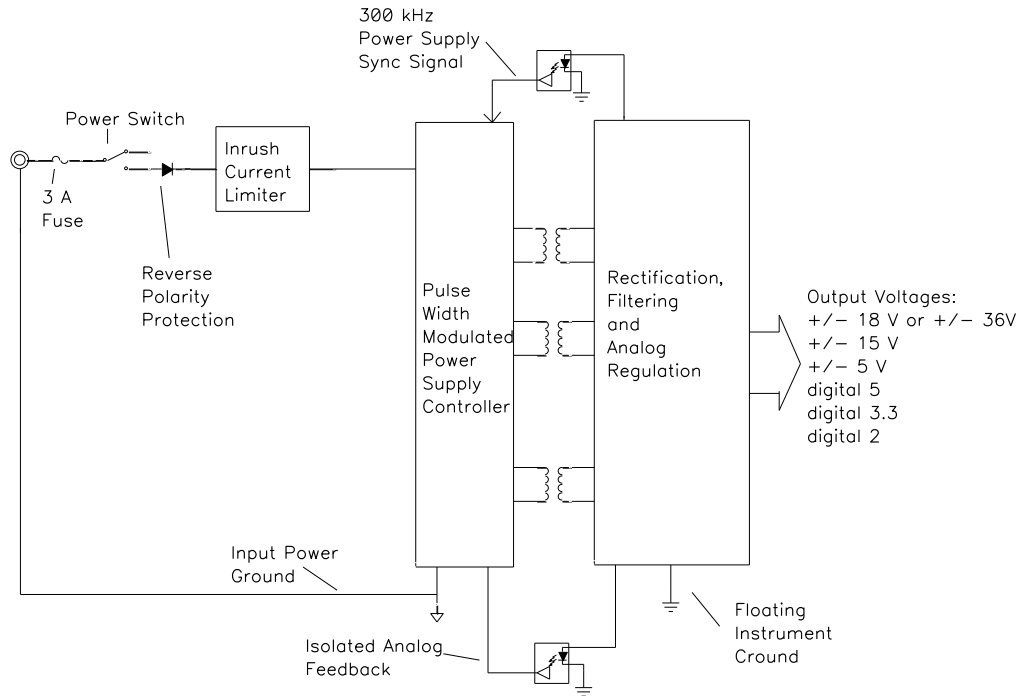 300 kHz
Power Supply
Sync Signal
Power Switch
Inrush
Current
Limiter
3 A
Fuse
Reverse
Polarity
Protection
Pulse
Width
Modulated
Power
Supply
Controller
Rectification,
Filtering
and
Analog
Regulation
Output Voltages:
+/− 18 V or +/− 36V
+/− 15 V
+/− 5 V
digital 5
digital 3.3
digital 2
Input Power
Ground
Isolated Analog
Feedback
Floating
Instrument
Cround